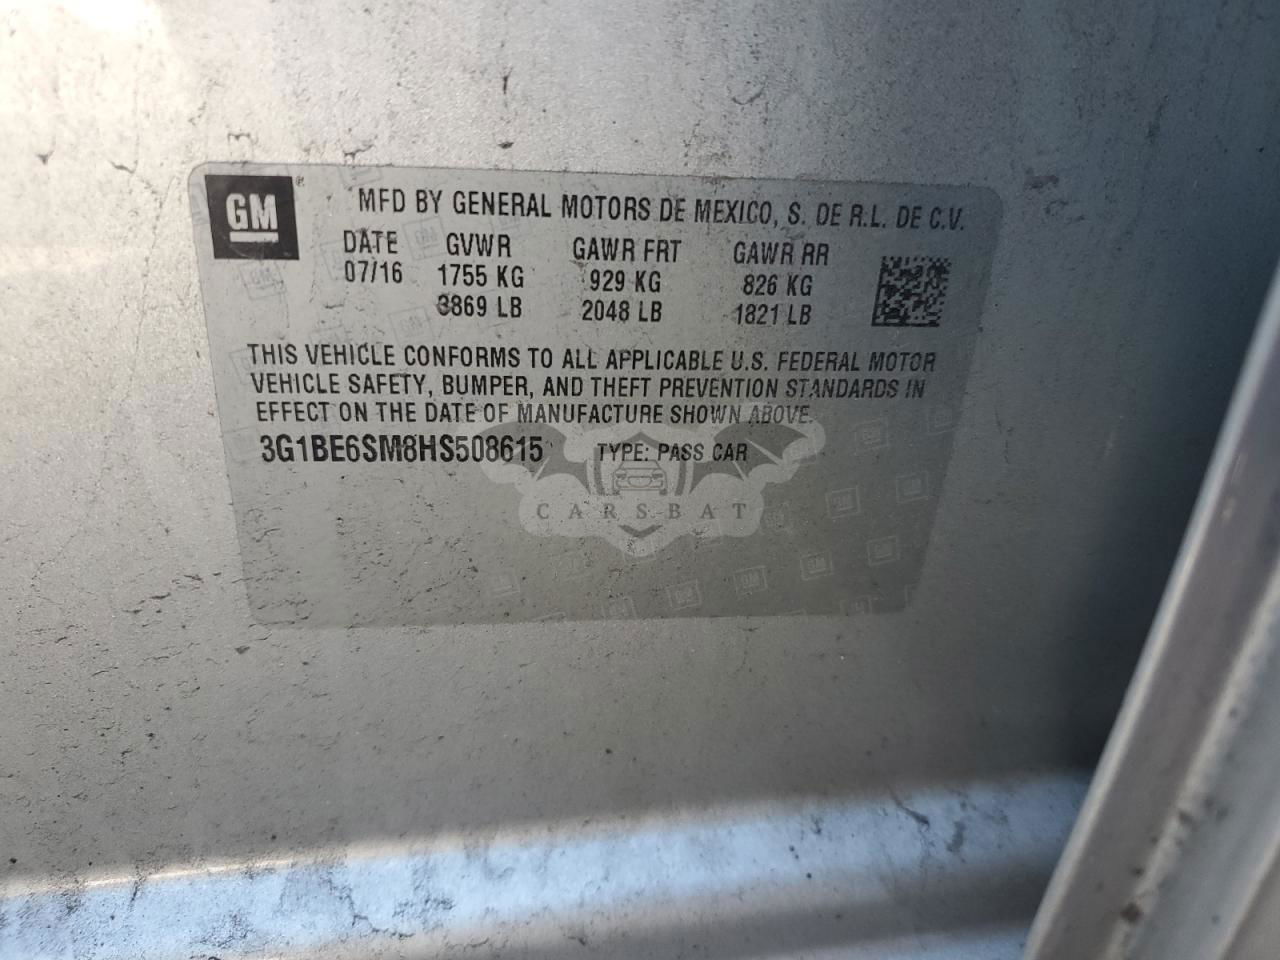 GM ®
MFD BY GENERAL MOTORS DE MEXICO, S. DE R.L. DE C.V.
DATE GVWR GAWR FRT GAWR RR
07/16 1755 KG 929 KG 826 KG
3869 LB 2048 LB 1821 LB
THIS VEHICLE CONFORMS TO ALL APPLICABLE U.S. FEDERAL MOTOR
VEHICLE SAFETY, BUMPER, AND THEFT PREVENTION STANDARDS IN
EFFECT ON THE DATE OF MANUFACTURE SHOWN ABOVE.
3G1BE6SM8HS508615 TYPE: PASS CAR
CARSBAT